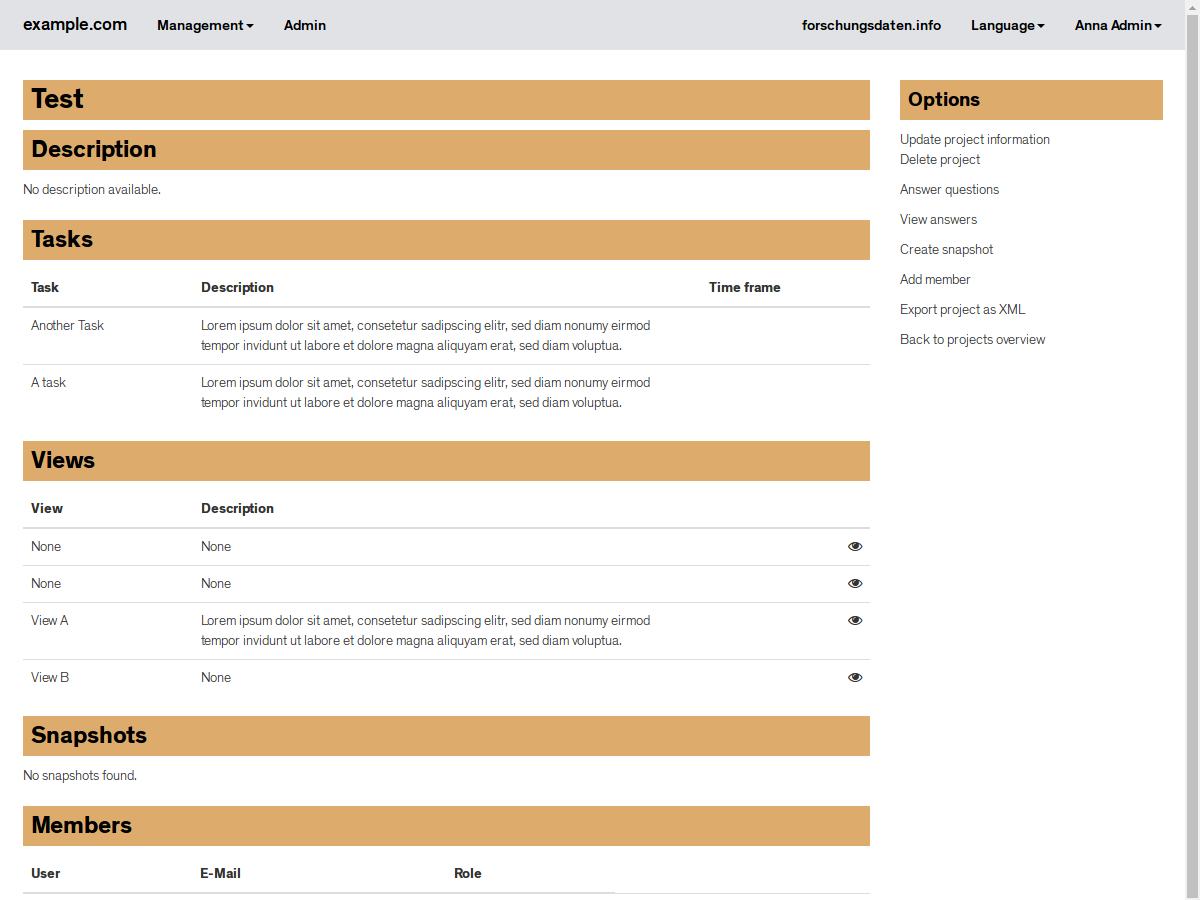 example.com Management Admin forschungsdaten.info Language Anna Admin
Test
Description
No description available.
Tasks
Task Description Time frame
Another Task Lorem ipsum dolor sit amet, consetetur sadipscing elitr, sed diam nonumy eirmod
tempor invidunt ut labore et dolore magna aliquyam erat, sed diam voluptua.
A task Lorem ipsum dolor sit amet, consetetur sadipscing elitr, sed diam nonumy eirmod
tempor invidunt ut labore et dolore magna aliquyam erat, sed diam voluptua.
Views
View Description
None None
None None
View A Lorem ipsum dolor sit amet, consetetur sadipscing elitr, sed diam nonumy eirmod
tempor invidunt ut labore et dolore magna aliquyam erat, sed diam voluptua.
View B None
Snapshots
No snapshots found.
Members
User E-Mail Role
Options
Update project information
Delete project
Answer questions
View answers
Create snapshot
Add member
Export project as XML
Back to projects overview